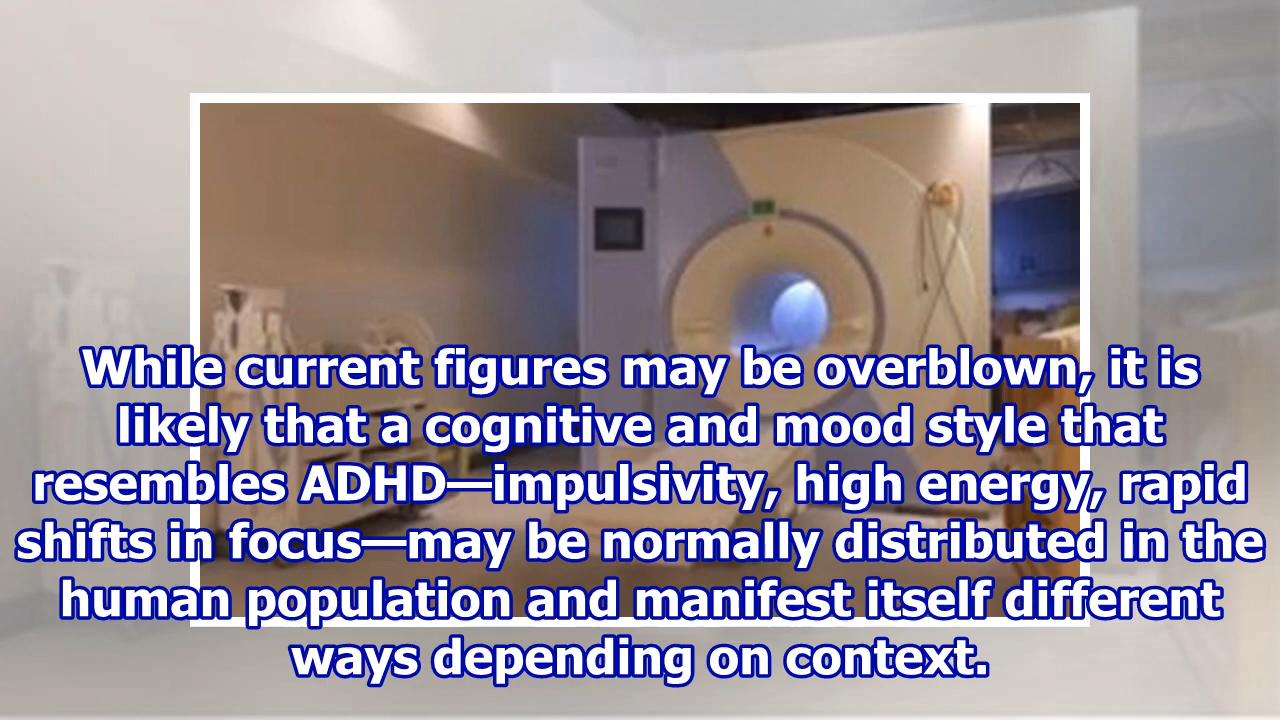 While current figures may be overblown, it is
likely that a cognitive and mood style that
resembles ADHD—impulsivity, high energy, rapid
shifts in focus—may be normally distributed in the
human population and manifest itself different
ways depending on context.